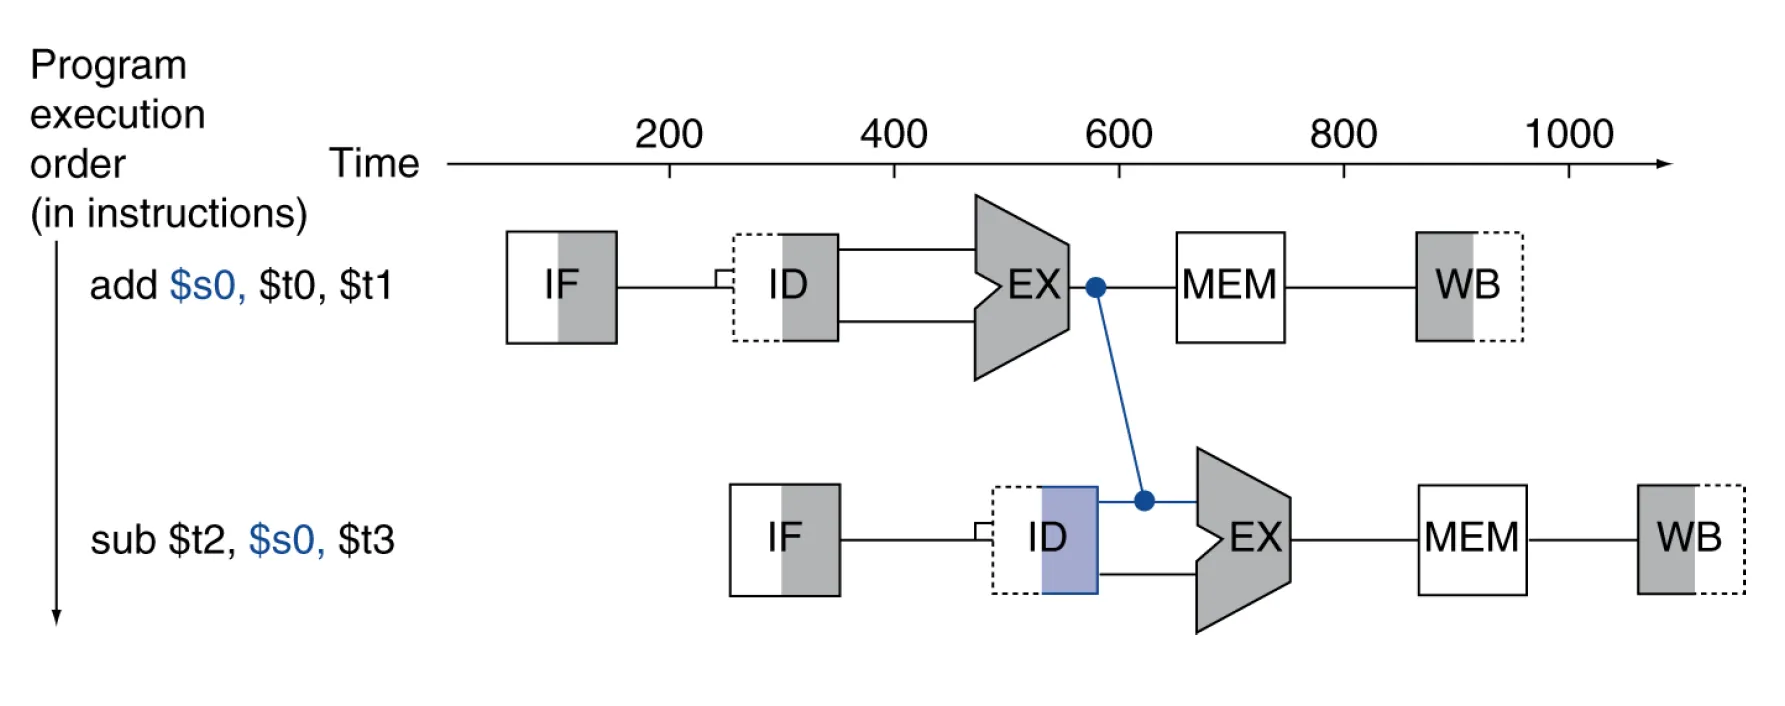 Program
execution
order
(in instructions)
Time
200 400 600 800 1000
add $s0, $t0, $t1
IF ID EX MEM WB
sub $t2, $s0, $t3
IF ID EX MEM WB